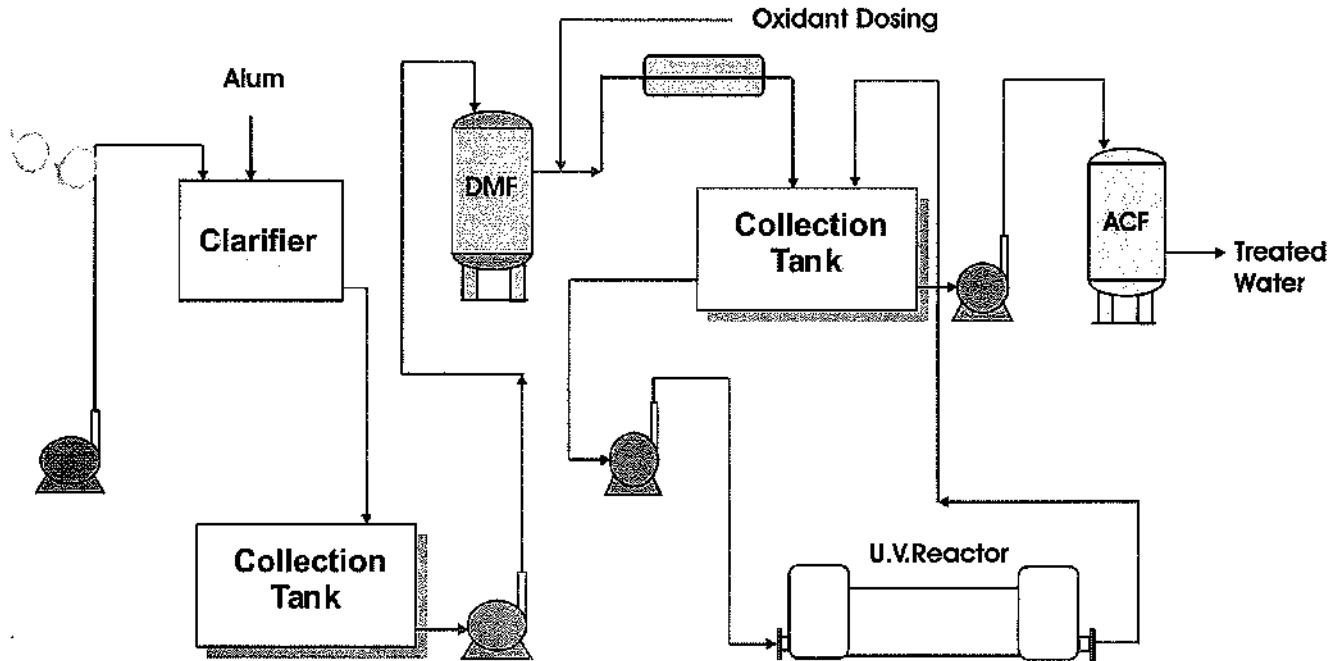 Oxidant Dosing
Alum
DMF
Clarifier
Collection
Tank
ACF
Treated
Water
U.V.Reactor
Collection
Tank